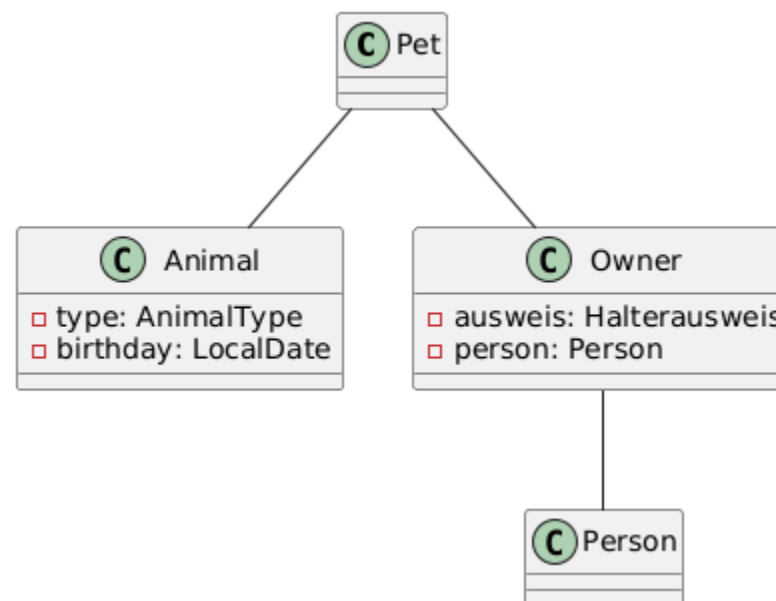 C Pet
C Animal
type: AnimalType
birthday: LocalDate
C Owner
ausweis: Halterausweis
person: Person
C Person